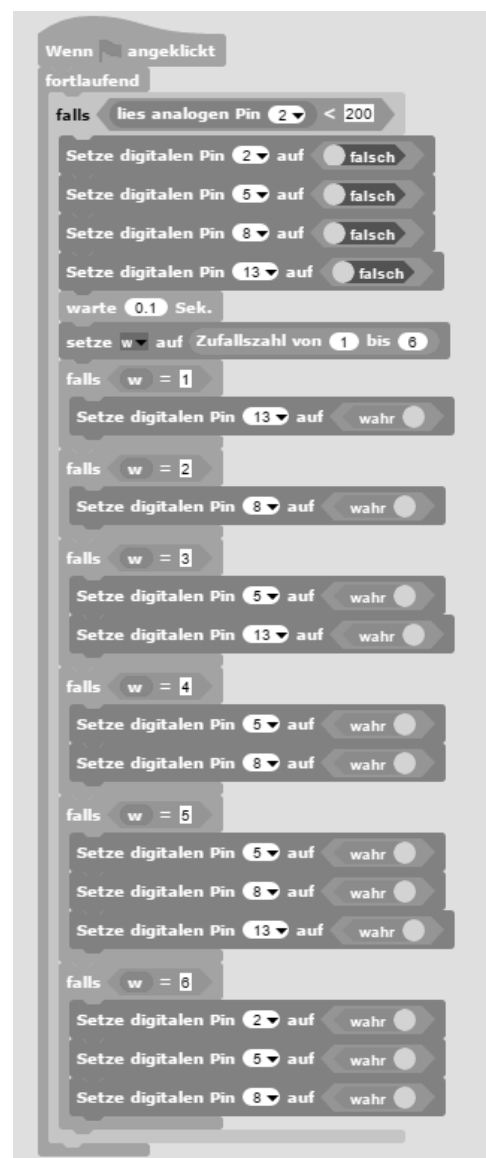 Wenn angeklickt
fortlaufend
falls lies analogen Pin 2 < 200
Setze digitalen Pin 2 auf falsch
Setze digitalen Pin 5 auf falsch
Setze digitalen Pin 8 auf falsch
Setze digitalen Pin 13 auf falsch
warte 0.1 Sek.
setze w auf Zufallszahl von 1 bis 6
falls w = 1
Setze digitalen Pin 13 auf wahr
falls w = 2
Setze digitalen Pin 8 auf wahr
falls w = 3
Setze digitalen Pin 5 auf wahr
Setze digitalen Pin 13 auf wahr
falls w = 4
Setze digitalen Pin 5 auf wahr
Setze digitalen Pin 8 auf wahr
falls w = 5
Setze digitalen Pin 5 auf wahr
Setze digitalen Pin 8 auf wahr
Setze digitalen Pin 13 auf wahr
falls w = 6
Setze digitalen Pin 2 auf wahr
Setze digitalen Pin 5 auf wahr
Setze digitalen Pin 8 auf wahr